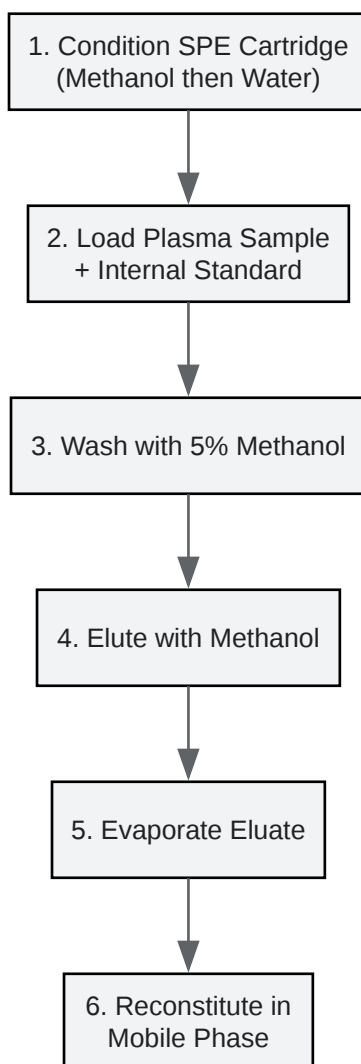 1. Condition SPE Cartridge
(Methanol then Water)
2. Load Plasma Sample
+ Internal Standard
3. Wash with 5% Methanol
4. Elute with Methanol
5. Evaporate Eluate
6. Reconstitute in
Mobile Phase